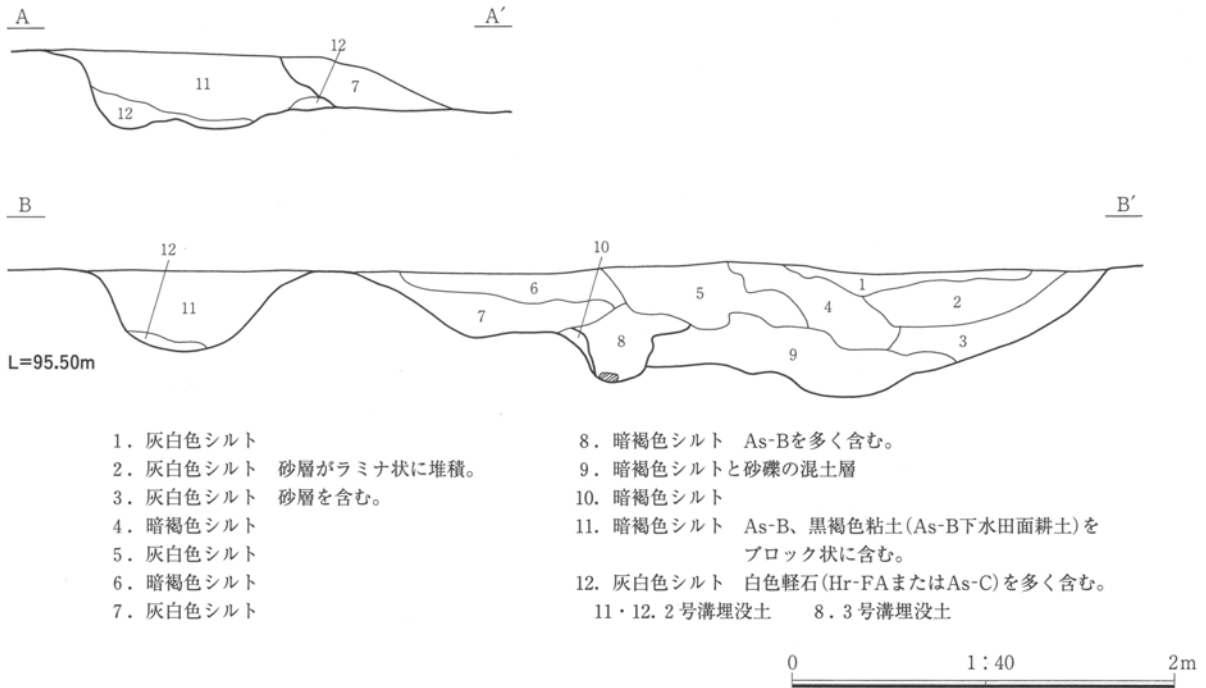 A
A′
12
11
7
12
B
B′
12
10
6
5
1
2
11
4
7
8
3
9
L=95.50m
1．灰白色シルト
2．灰白色シルト　砂層がラミナ状に堆積。
3．灰白色シルト　砂層を含む。
4．暗褐色シルト
5．灰白色シルト
6．暗褐色シルト
7．灰白色シルト
8．暗褐色シルト　As-Bを多く含む。
9．暗褐色シルトと砂礫の混土層
10．暗褐色シルト
11．暗褐色シルト　As-B、黒褐色粘土(As-B下水田面耕土)を
ブロック状に含む。
12．灰白色シルト　白色軽石(Hr-FAまたはAs-C)を多く含む。
11・12．2号溝埋没土　　8．3号溝埋没土
0　1：40　2m